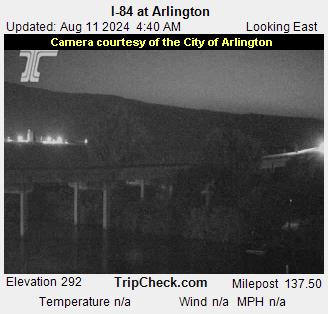 I-84 at Arlington
Updated: Aug 11 2024 4:40 AM Looking East
Camera courtesy of the City of Arlington
Elevation 292 TripCheck.com Milepost 137.50
Temperature n/a Wind n/a MPH n/a